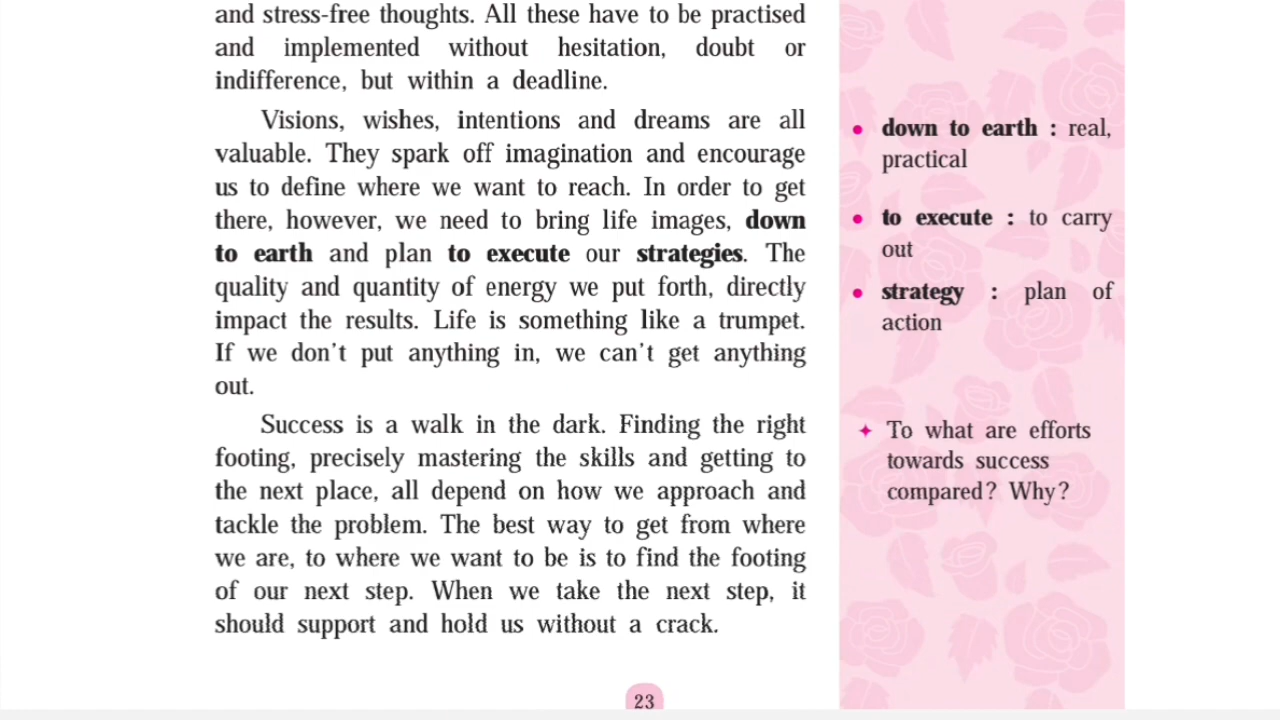 and stress-free thoughts. All these have to be practised
and implemented without hesitation, doubt or
indifference, but within a deadline.
Visions, wishes, intentions and dreams are all
valuable. They spark off imagination and encourage
us to define where we want to reach. In order to get
there, however, we need to bring life images, down
to earth and plan to execute our strategies. The
quality and quantity of energy we put forth, directly
impact the results. Life is something like a trumpet.
If we don't put anything in, we can't get anything
out.
Success is a walk in the dark. Finding the right
footing, precisely mastering the skills and getting to
the next place, all depend on how we approach and
tackle the problem. The best way to get from where
we are, to where we want to be is to find the footing
of our next step. When we take the next step, it
should support and hold us without a crack.
• down to earth : real,
practical
• to execute : to carry
out
• strategy : plan of
action
✦ To what are efforts
towards success
compared? Why?
23